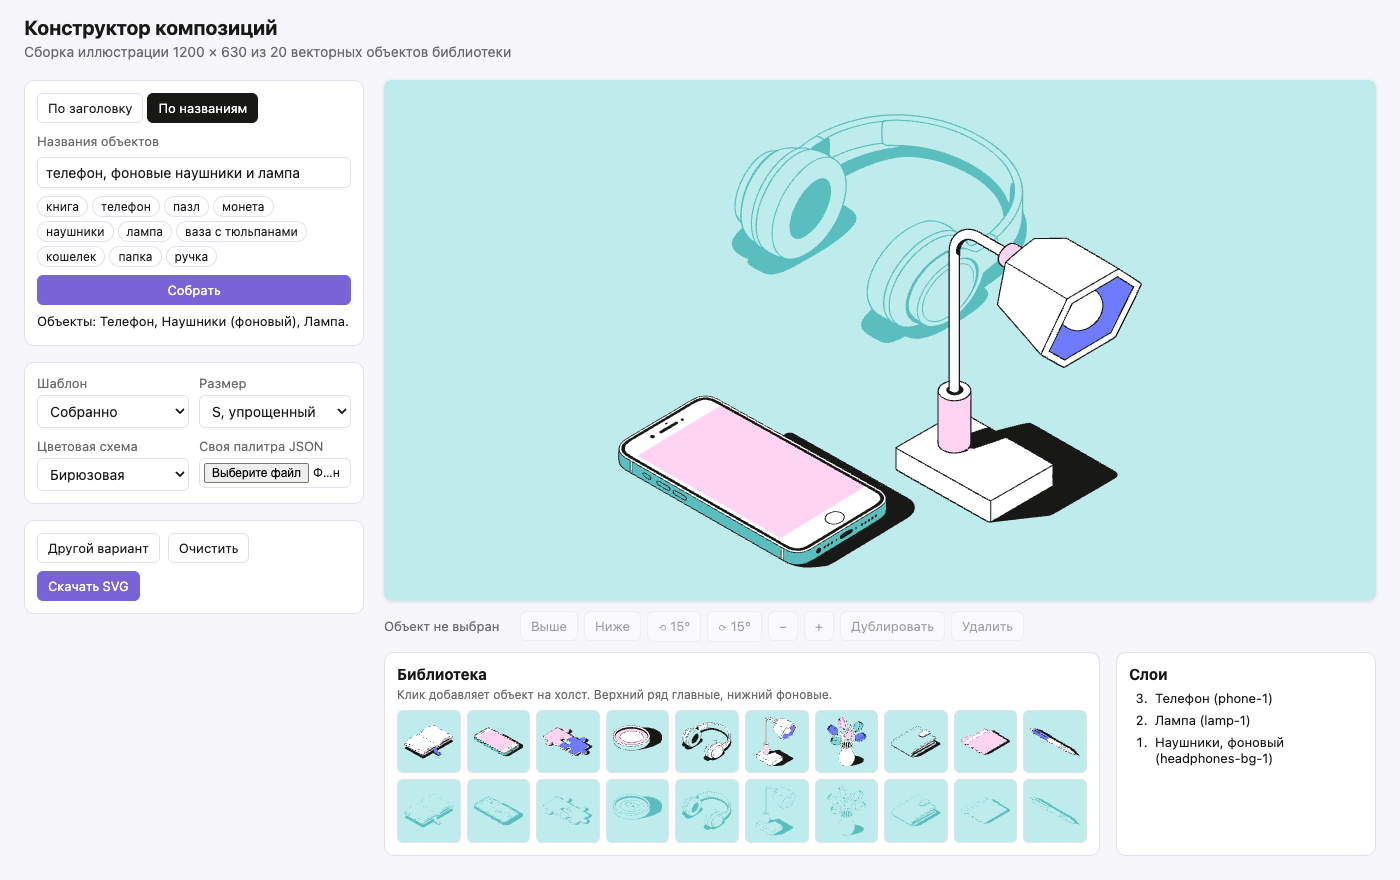 Конструктор композиций
Сборка иллюстрации 1200 × 630 из 20 векторных объектов библиотеки
По заголовку
По названиям
Названия объектов
телефон, фоновые наушники и лампа
книга
телефон
пазл
монета
наушники
лампа
ваза с тюльпанами
кошелек
папка
ручка
Собрать
Объекты: Телефон, Наушники (фоновый), Лампа.
Шаблон
Размер
Собранно
S, упрощенный
Цветовая схема
Своя палитра JSON
Бирюзовая
Выберите файл Ф...н
Другой вариант
Очистить
Скачать SVG
Объект не выбран
Выше
Ниже
⟲ 15°
⟳ 15°
−
+
Дублировать
Удалить
Библиотека
Клик добавляет объект на холст. Верхний ряд главные, нижний фоновые.
Слои
3. Телефон (phone-1)
2. Лампа (lamp-1)
1. Наушники, фоновый
(headphones-bg-1)